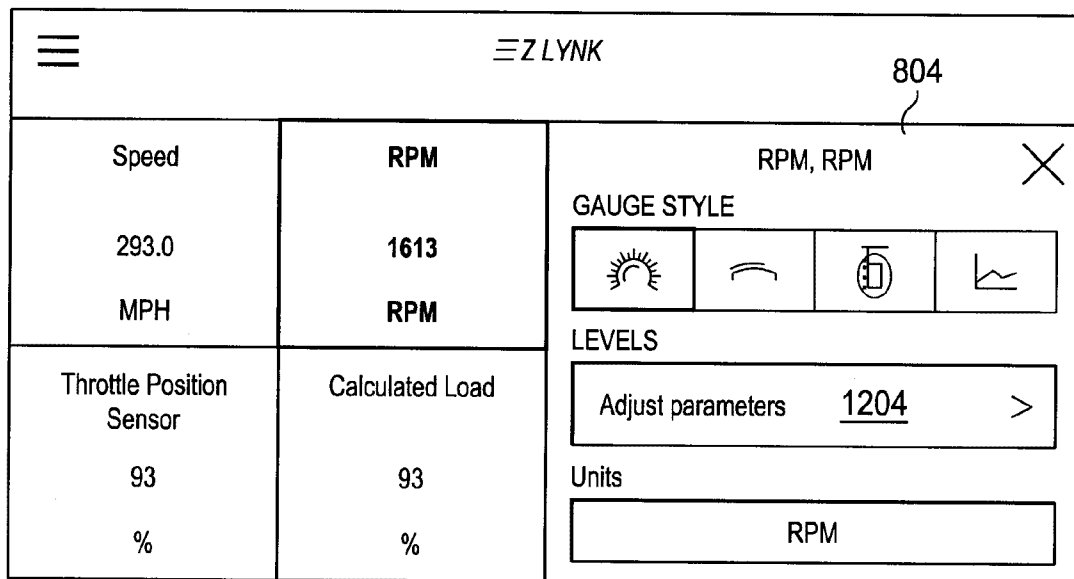 EZ LYNK
804
Speed
293.0
MPH
RPM
1613
RPM
Throttle Position
Sensor
93
%
Calculated Load
93
%
RPM, RPM
GAUGE STYLE
LEVELS
Adjust parameters 1204 >
Units
RPM